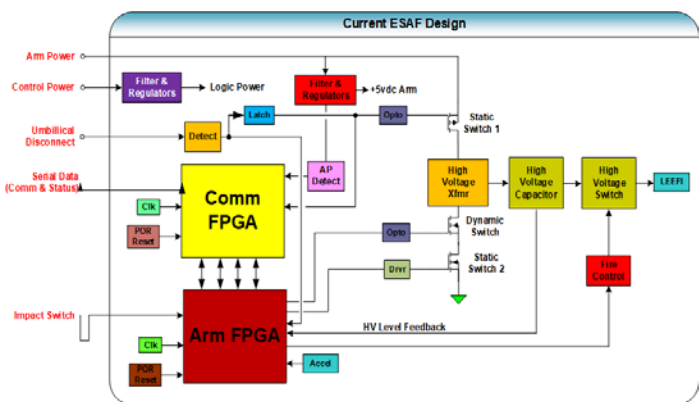 Current ESAF Design
Arm Power
Control Power
Filter &
Regulators
Logic Power
Filter &
Regulators
+5vdc Arm
Umbilical
Disconnect
Detect
Latch
Opto
Static
Switch 1
Serial Data
(Comm & Status)
AP
Detect
Comm
FPGA
Clk
POR
Reset
High
Voltage
Xfmr
High
Voltage
Capacitor
High
Voltage
Switch
LEEFI
Opto
Dynamic
Switch
Drvr
Static
Switch 2
Fire
Control
Impact Switch
Arm FPGA
HV Level Feedback
Clk
POR
Reset
Accel